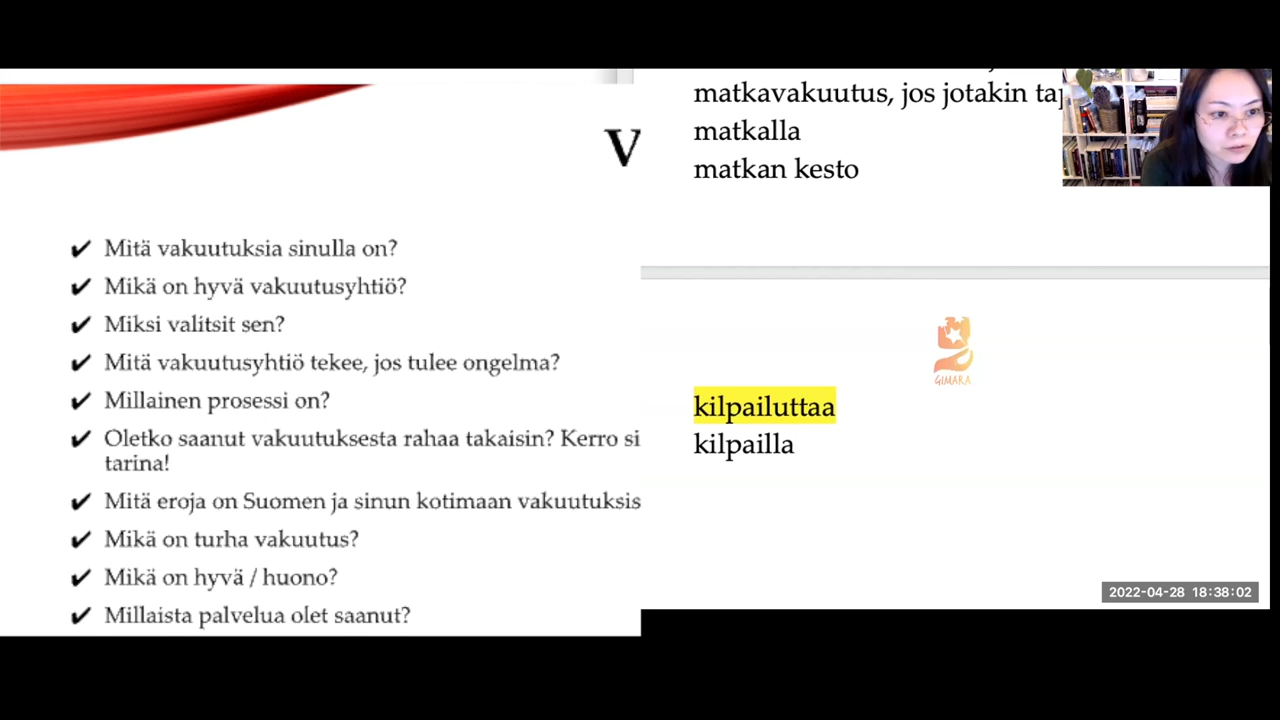 V
Mitä vakuutuksia sinulla on?
Mikä on hyvä vakuutusyhtiö?
Miksi valitsit sen?
Mitä vakuutusyhtiö tekee, jos tulee ongelma?
Millainen prosessi on?
Oletko saanut vakuutuksesta rahaa takaisin? Kerro si
tarina!
Mitä eroja on Suomen ja sinun kotimaan vakuutuksis
Mikä on turha vakuutus?
Mikä on hyvä / huono?
Millaista palvelua olet saanut?
matkavakuutus, jos jotakin tap
matkalla
matkan kesto
GIMARA
kilpailuttaa
kilpailla
2022-04-28 18:38:02